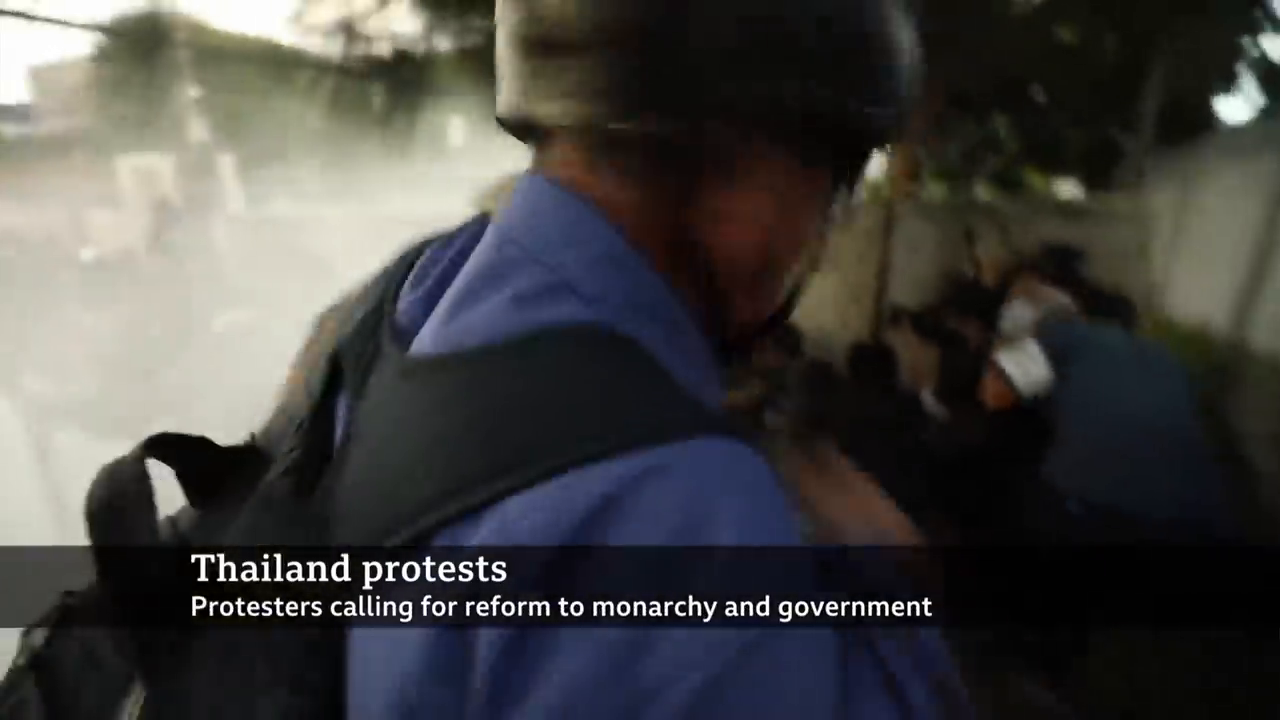 Thailand protests
Protesters calling for reform to monarchy and government